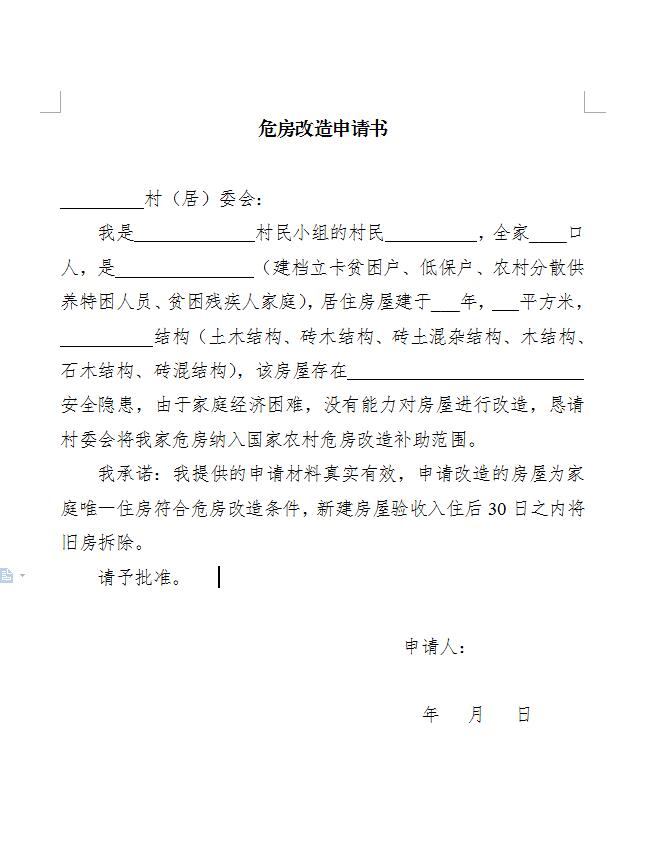 危房改造申请书
_________村（居）委会：
我是_____________村民小组的村民__________，全家____口
人，是_______________（建档立卡贫困户、低保户、农村分散供
养特困人员、贫困残疾人家庭），居住房屋建于___年，___平方米，
__________结构（土木结构、砖木结构、砖土混杂结构、木结构、
石木结构、砖混结构），该房屋存在__________________________
安全隐患，由于家庭经济困难，没有能力对房屋进行改造，恳请
村委会将我家危房纳入国家农村危房改造补助范围。
我承诺：我提供的申请材料真实有效，申请改造的房屋为家
庭唯一住房符合危房改造条件，新建房屋验收入住后 30 日之内将
旧房拆除。
请予批准。
申请人：
年 月 日